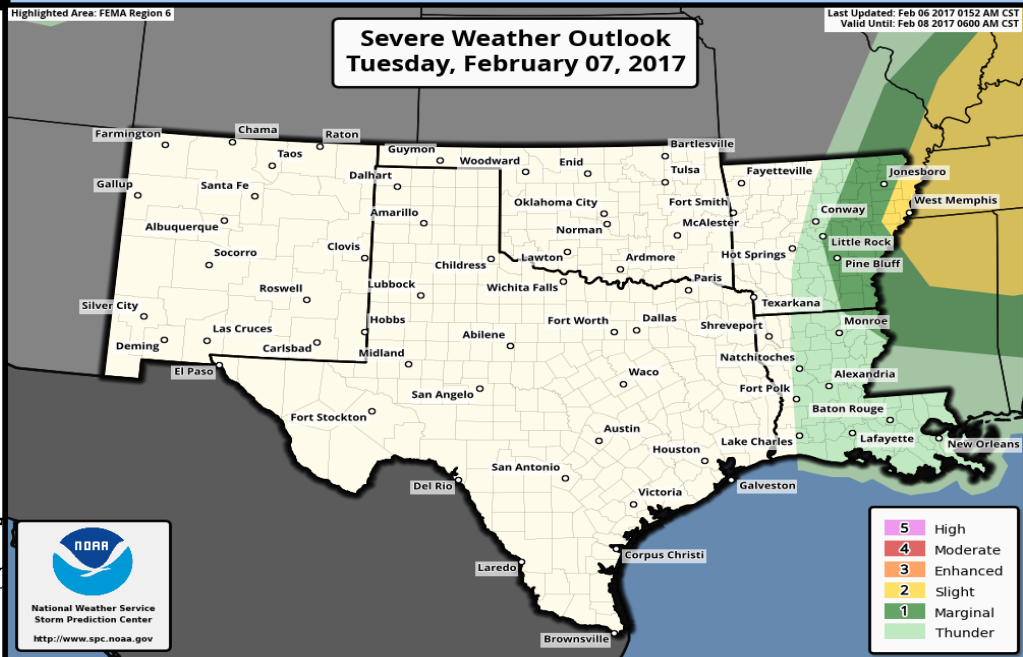 Highlighted Area: FEMA Region 6
Last Updated: Feb 06 2017 0152 AM CST
Valid Until: Feb 08 2017 0600 AM CST
Severe Weather Outlook
Tuesday, February 07, 2017
Farmington
Chama
Raton
Taos
Guymon
Woodward
Enid
Bartlesville
Tulsa
Fayetteville
Jonesboro
Gallup
Santa Fe
Dalhart
Albuquerque
Amarillo
Oklahoma City
Norman
Fort Smith
McAlester
Conway
West Memphis
Little Rock
Socorro
Clovis
Childress
Lawton
Ardmore
Hot Springs
Pine Bluff
Roswell
Lubbock
Wichita Falls
Paris
Texarkana
Silver City
Las Cruces
Hobbs
Abilene
Fort Worth
Dallas
Shreveport
Monroe
Deming
Carlsbad
Midland
Natchitoches
El Paso
San Angelo
Waco
Fort Polk
Alexandria
Fort Stockton
Austin
Baton Rouge
Houston
Lake Charles
Lafayette
New Orleans
San Antonio
Del Rio
Victoria
Galveston
Corpus Christi
Laredo
Brownsville
NOAA
National Weather Service
Storm Prediction Center
http://www.spc.noaa.gov
5 High
4 Moderate
3 Enhanced
2 Slight
1 Marginal
Thunder